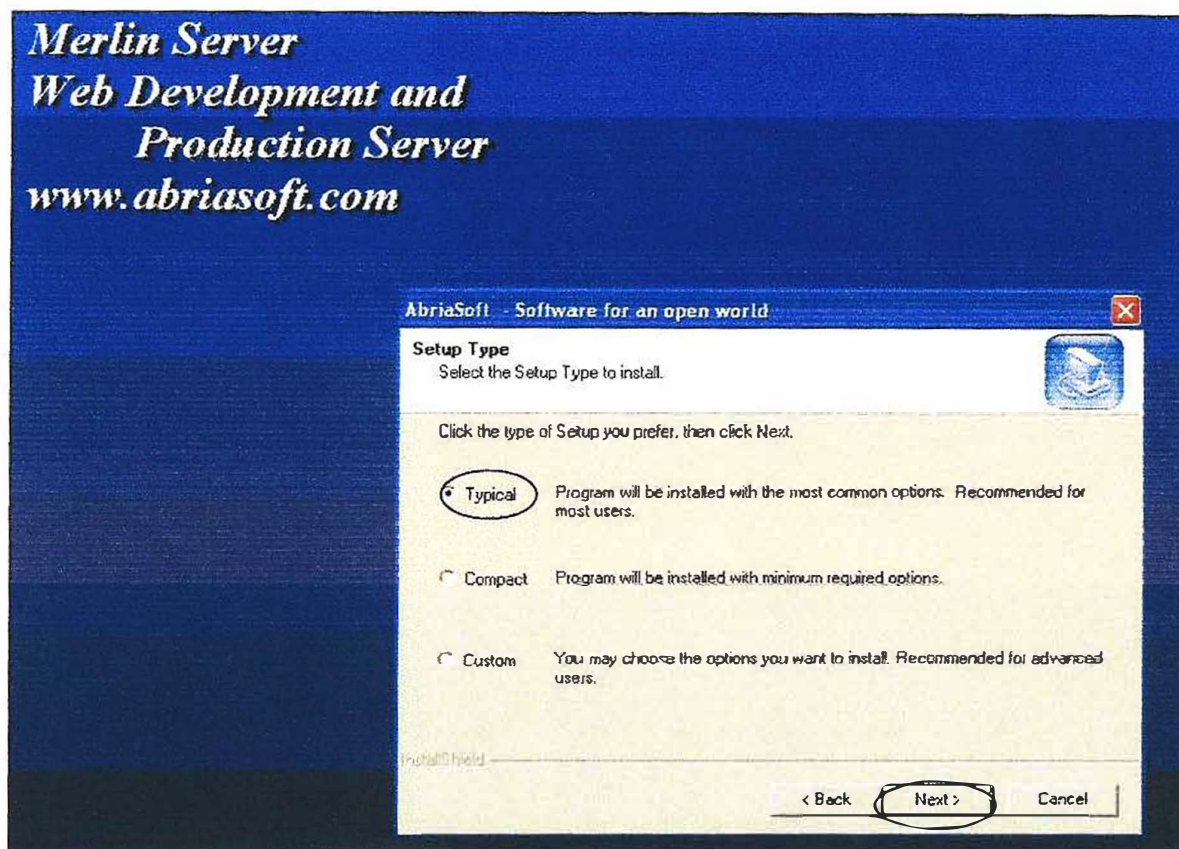 Merlin Server
Web Development and
Production Server
www.abriasoft.com
AbriaSoft - Software for an open world
Setup Type
Select the Setup Type to install.
Click the type of Setup you prefer, then click Next.
Typical Program will be installed with the most common options. Recommended for
most users.
Compact Program will be installed with minimum required options.
Custom You may choose the options you want to install. Recommended for advanced
users.
InstallShield
< Back Next > Cancel